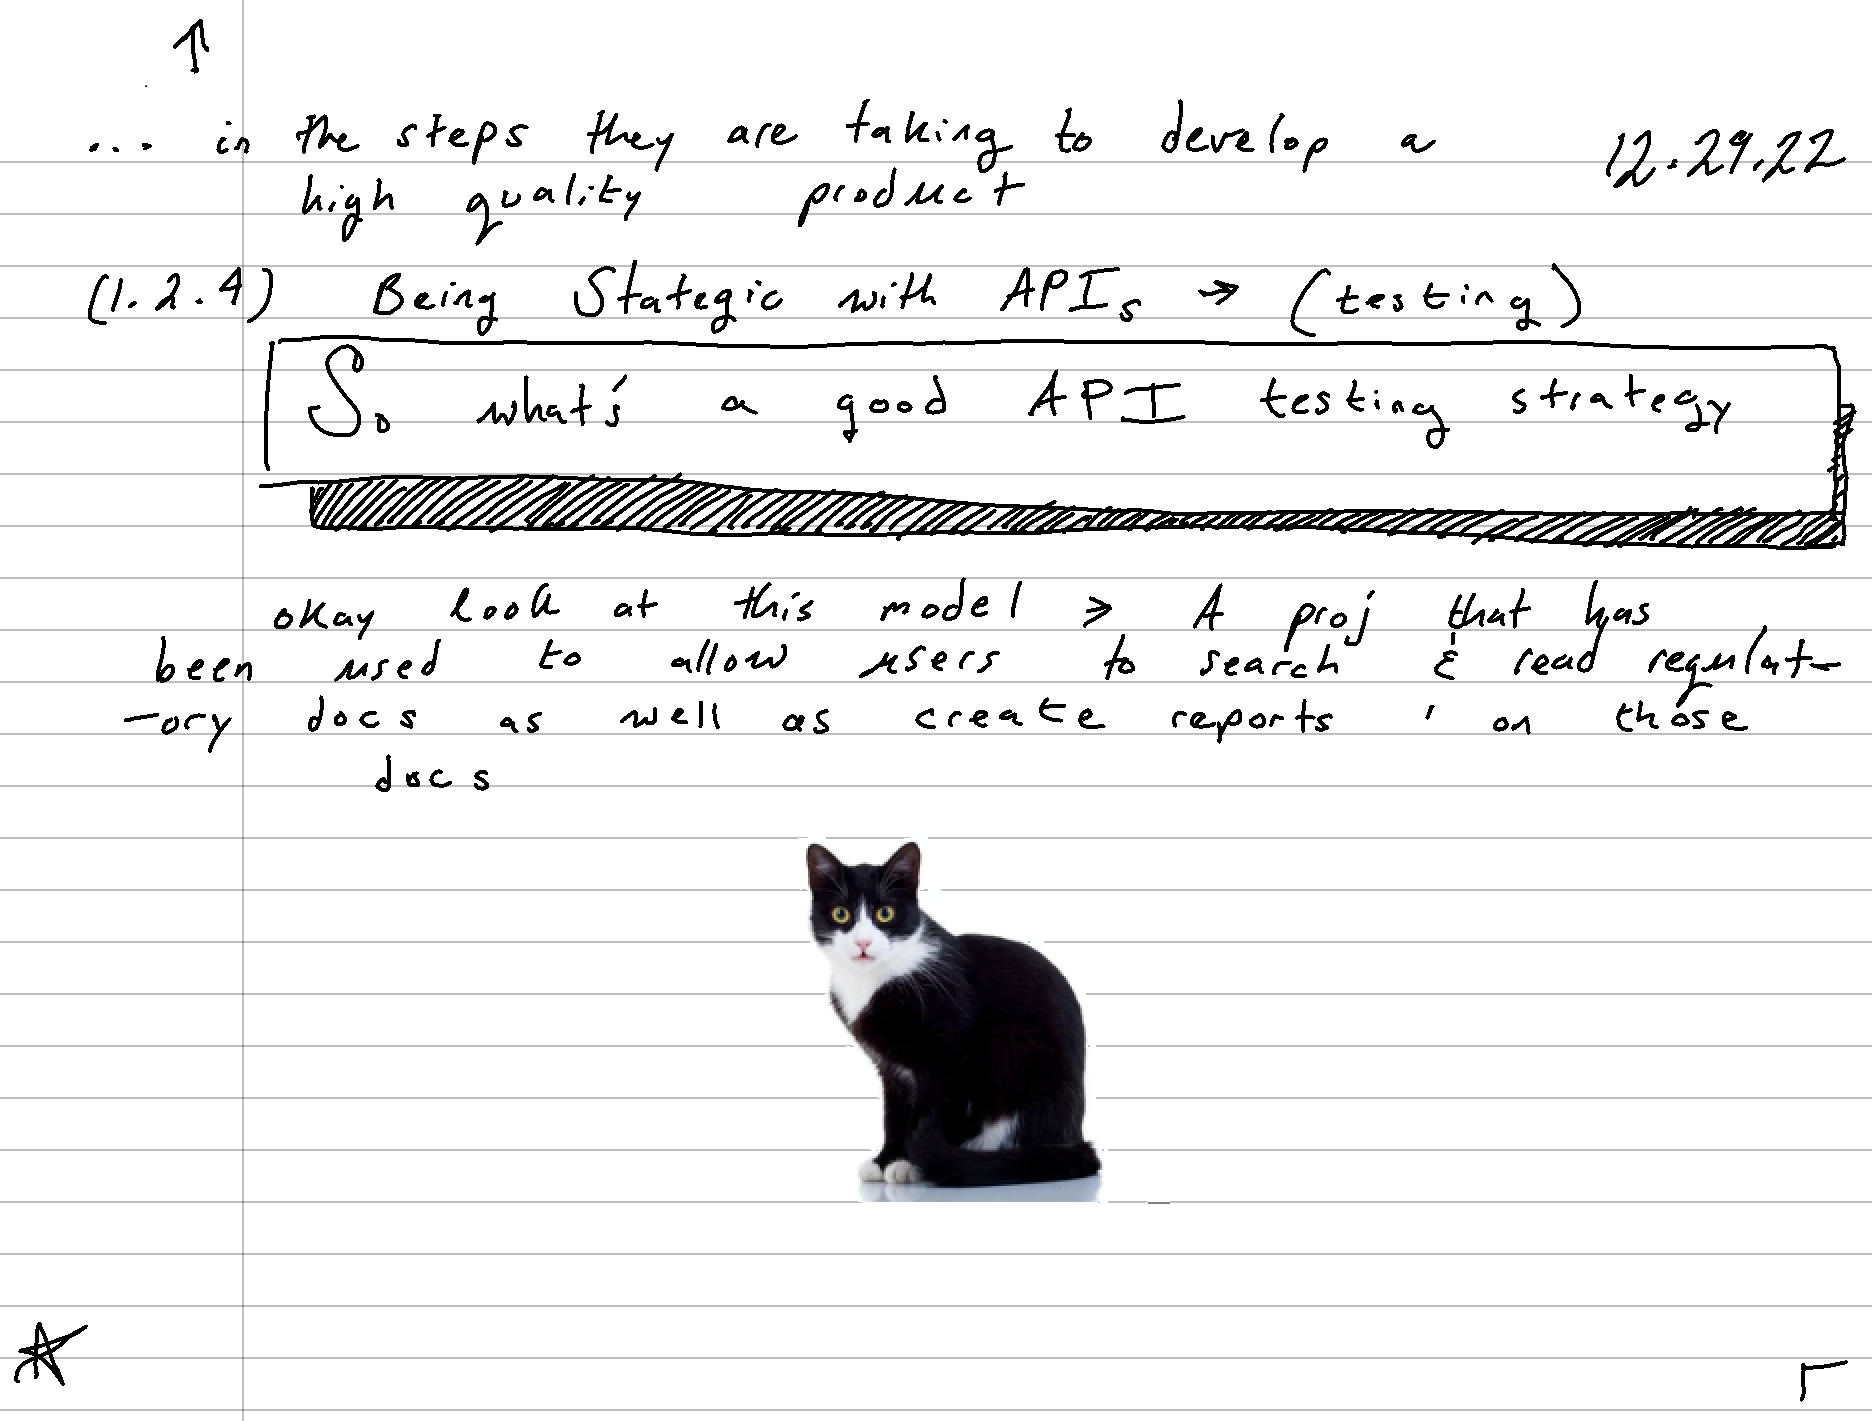 ... in the steps they are taking to develop a 12.29.22
high quality product
(1.2.4) Being Stategic with APIs → (testing)
So what's a good API testing strategy
okay look at this model > A proj that has
been used to allow users to search & read regulat-
-ory docs as well as create reports ' on those
docs